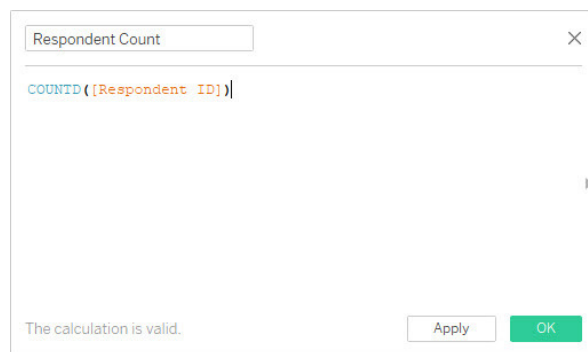 Respondent Count
COUNTD([Respondent ID])
The calculation is valid.
Apply
OK